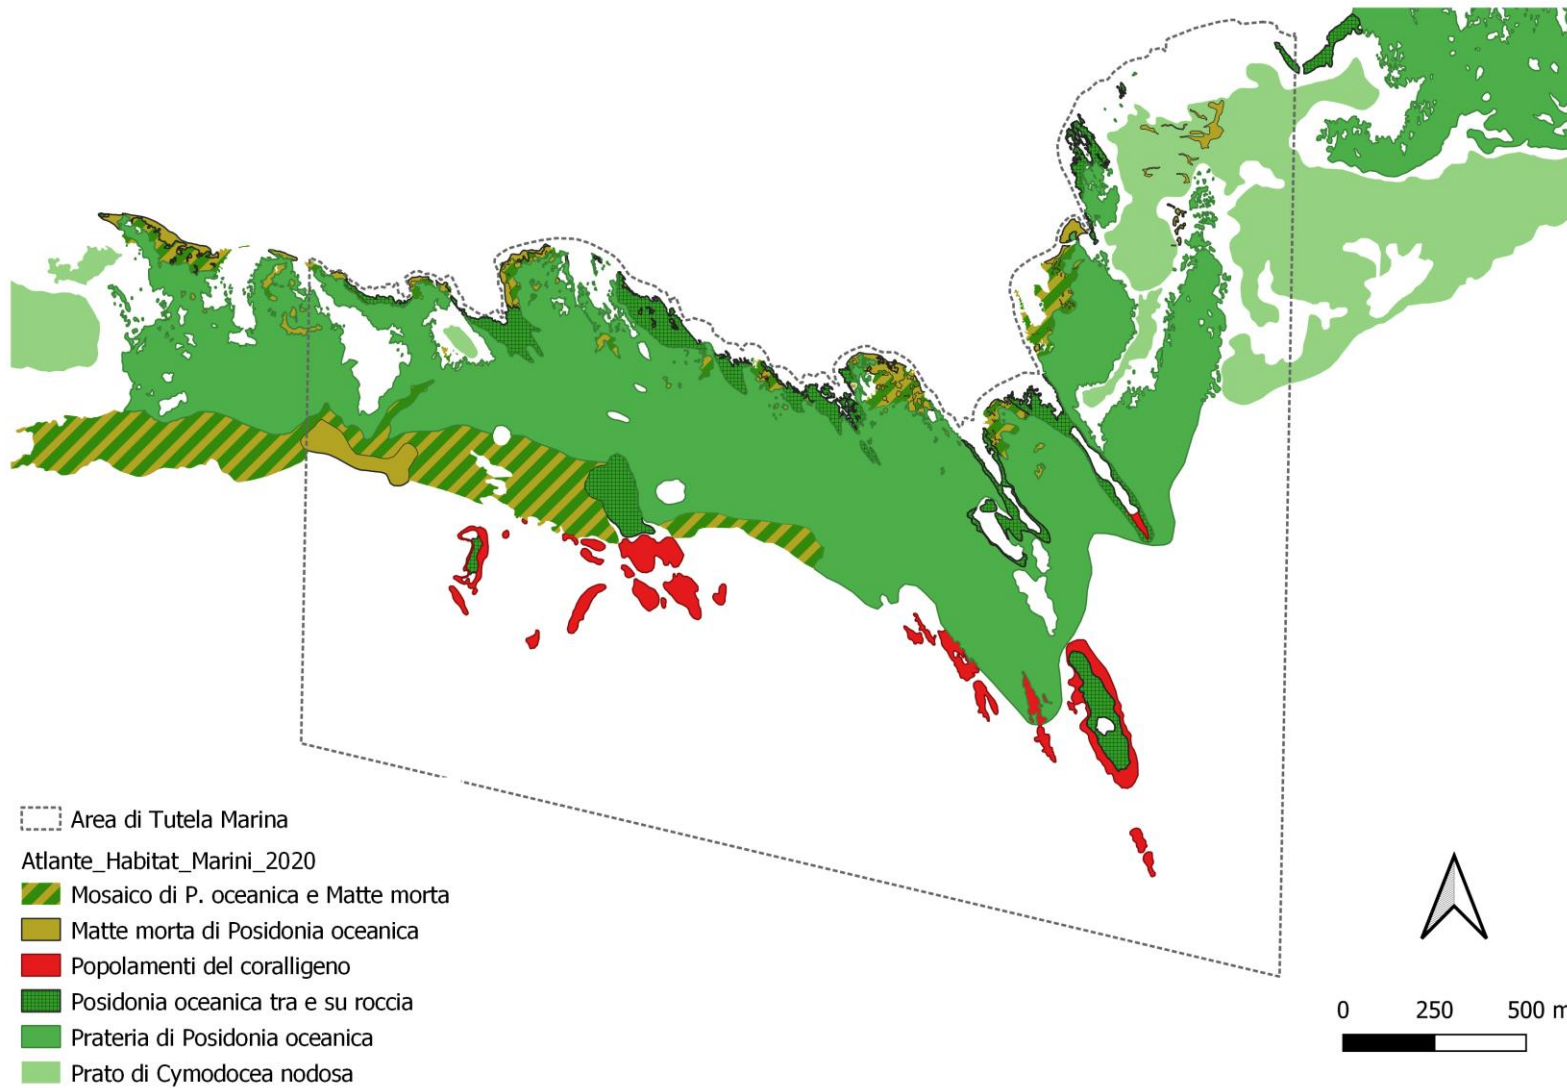 Area di Tutela Marina
Atlante_Habitat_Marini_2020
Mosaico di P. oceanica e Matte morta
Matte morta di Posidonia oceanica
Popolamenti del coralligeno
Posidonia oceanica tra e su roccia
Prateria di Posidonia oceanica
Prato di Cymodocea nodosa
0 250 500 m